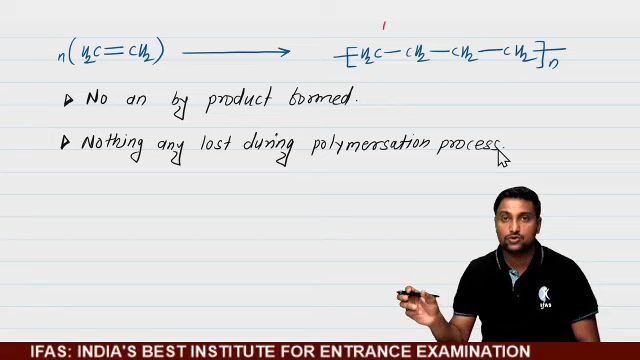 n(H₂C=CH₂) ⟶ -[H₂C-CH₂-CH₂-CH₂]-n
▸ No an by product formed.
▸ Nothing any lost during polymersation process.
IFAS
IFAS: INDIA'S BEST INSTITUTE FOR ENTRANCE EXAMINATION